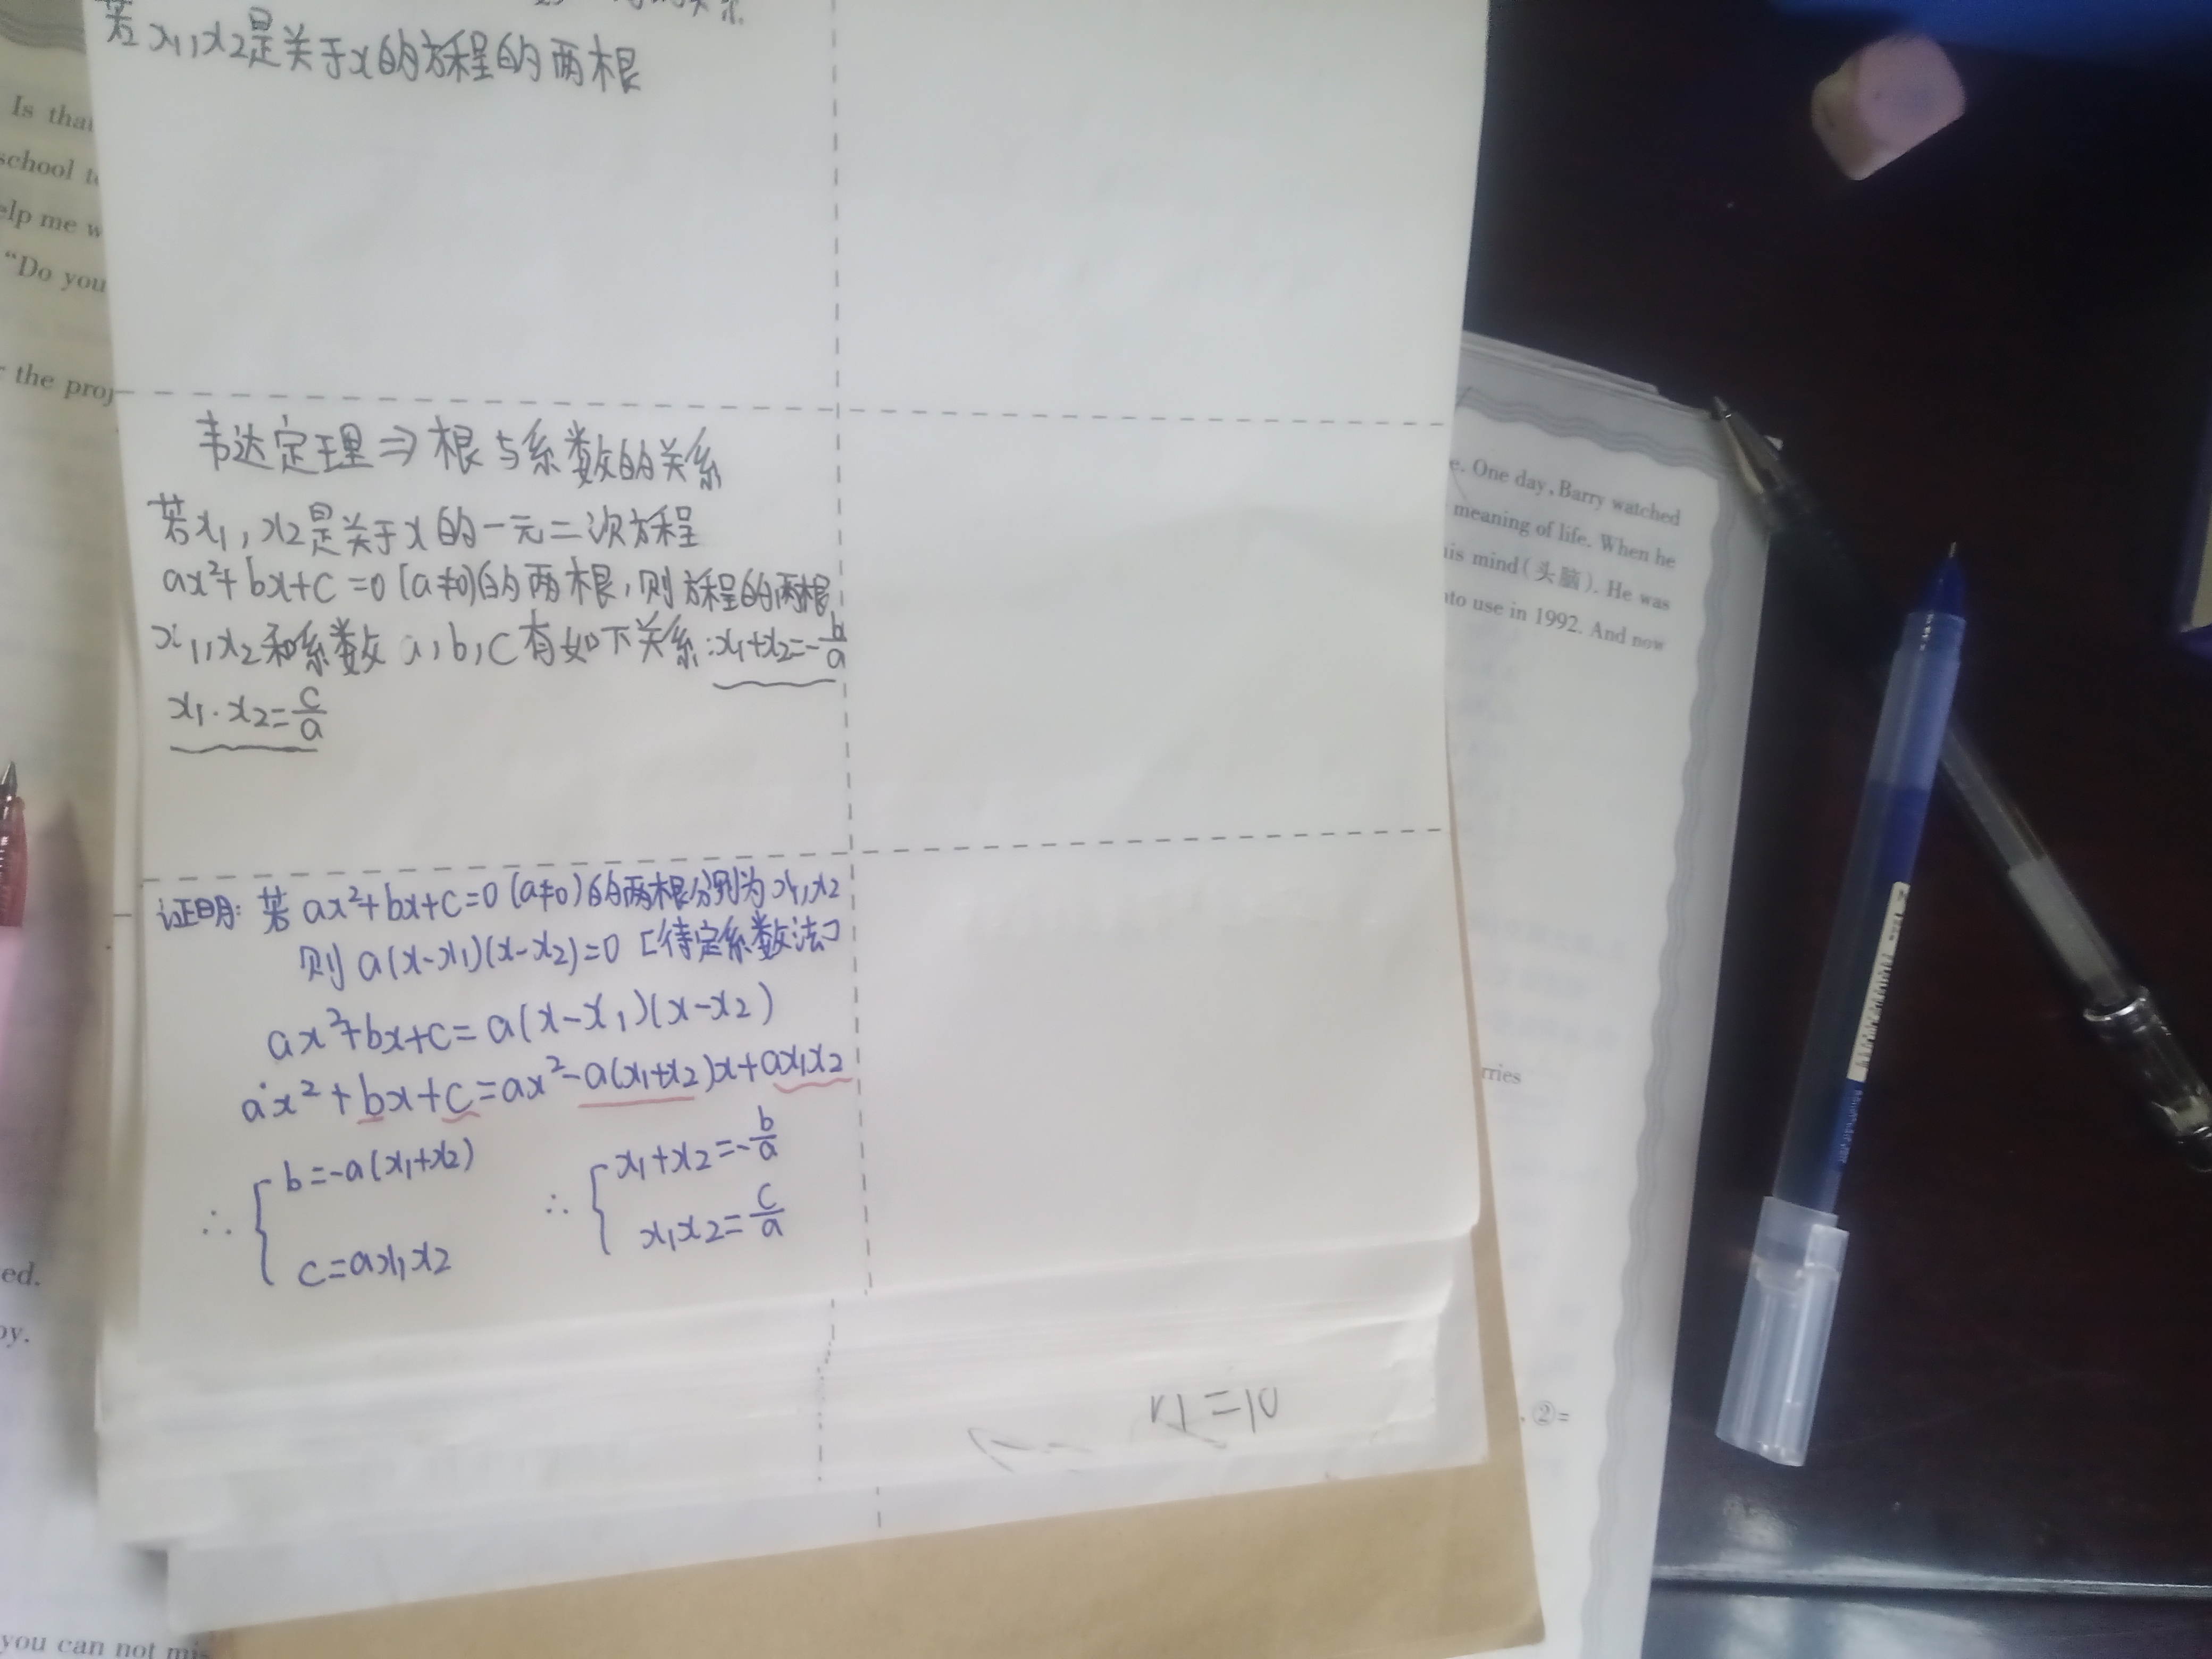 若x₁,x₂是关于x的方程的两根
Is that
school to
elp me w
“Do you
the proj
韦达定理⇒根与系数的关系
若x₁,x₂是关于x的一元二次方程
ax²+bx+c=0(a≠0)的两根,则方程的两根
x₁,x₂和系数a,b,c有如下关系:x₁+x₂=-b/a
x₁·x₂=c/a
证明:若ax²+bx+c=0(a≠0)的两根分别为x₁,x₂
则a(x-x₁)(x-x₂)=0[待定系数法]
ax²+bx+c=a(x-x₁)(x-x₂)
ax²+bx+c=ax²-a(x₁+x₂)x+ax₁x₂
∴{b=-a(x₁+x₂) ∴{x₁+x₂=-b/a
c=ax₁x₂ x₁x₂=c/a
=10
e. One day, Barry watched
meaning of life. When he
his mind(头脑). He was
nto use in 1992. And now
rries
②=
ed.
oy.
you can not mis